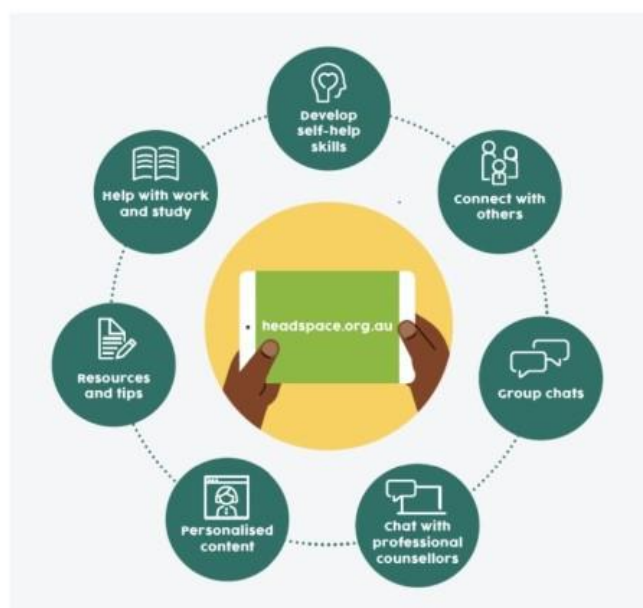 Develop
self-help
skills
Connect with
others
Group chats
Chat with
professional
counsellors
Personalised
content
Resources
and tips
Help with work
and study
headspace.org.au